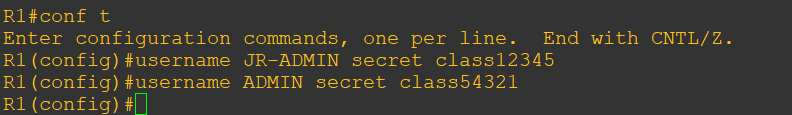 R1#conf t
Enter configuration commands, one per line.  End with CNTL/Z.
R1(config)#username JR-ADMIN secret class12345
R1(config)#username ADMIN secret class54321
R1(config)#